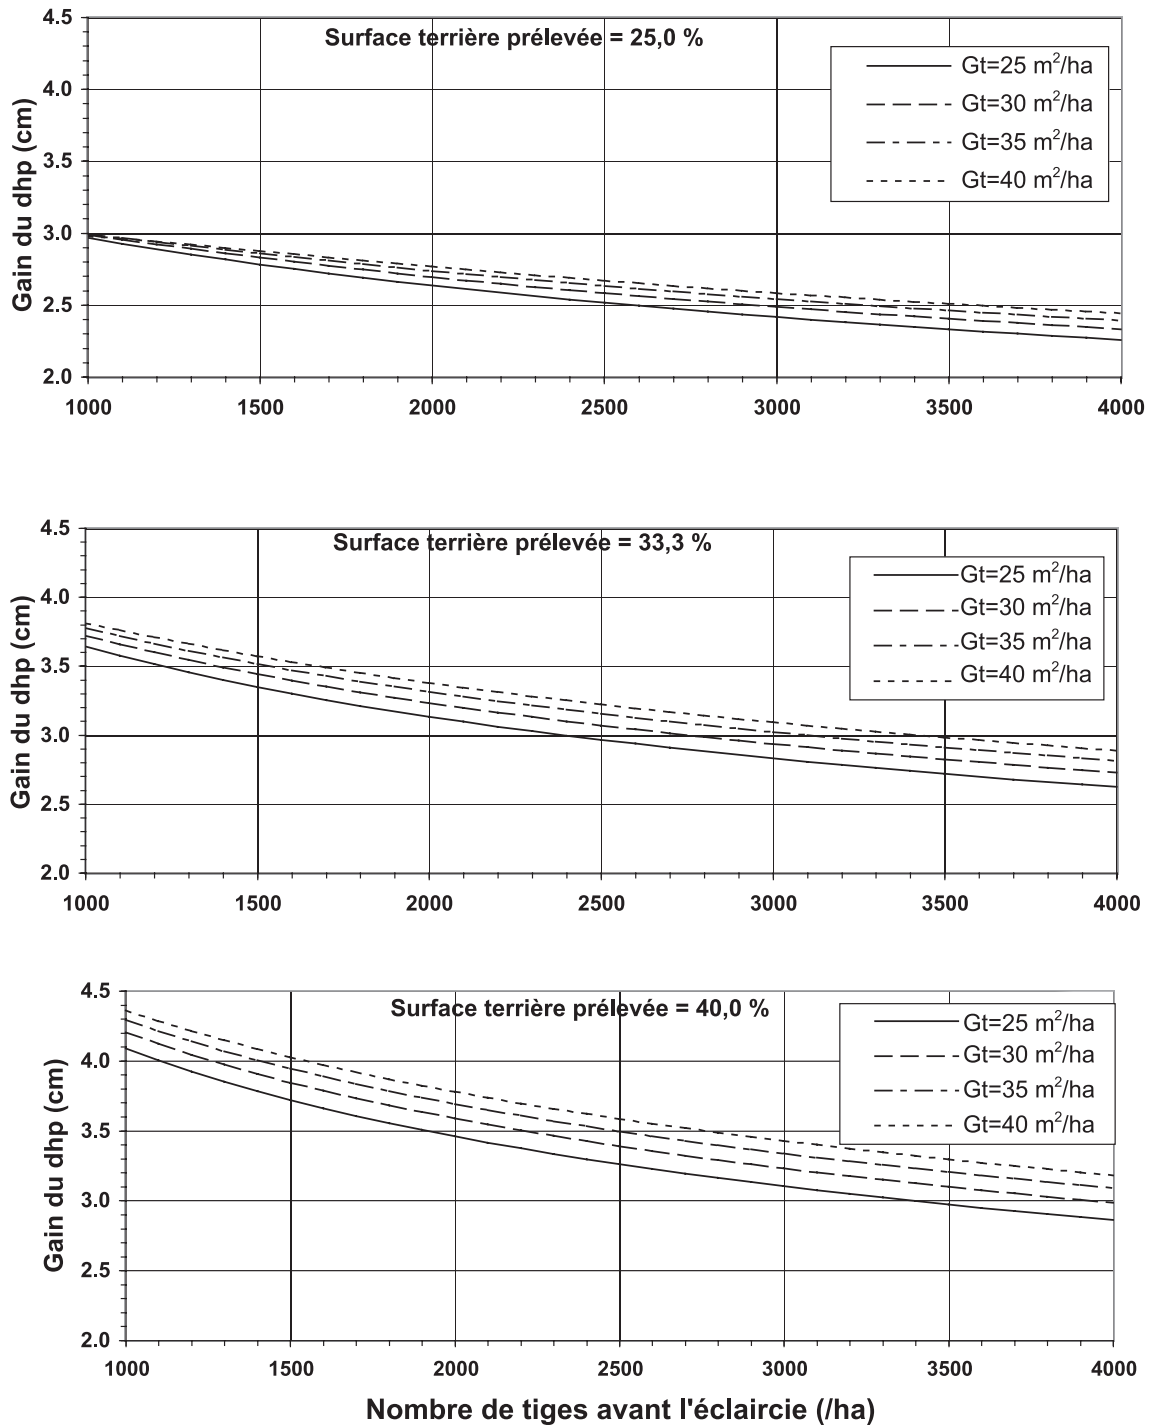 4.5
Surface terrière prélevée = 25,0 %
Gt=25 m²/ha
4.0
Gt=30 m²/ha
3.5
Gt=35 m²/ha
Gt=40 m²/ha
3.0
2.5
2.0
Gain du dhp (cm)
1000 1500 2000 2500 3000 3500 4000
4.5
Surface terrière prélevée = 33,3 %
Gt=25 m²/ha
4.0
Gt=30 m²/ha
3.5
Gt=35 m²/ha
Gt=40 m²/ha
3.0
2.5
2.0
Gain du dhp (cm)
1000 1500 2000 2500 3000 3500 4000
4.5
Surface terrière prélevée = 40,0 %
Gt=25 m²/ha
4.0
Gt=30 m²/ha
Gt=35 m²/ha
3.5
Gt=40 m²/ha
3.0
2.5
2.0
Gain du dhp (cm)
1000 1500 2000 2500 3000 3500 4000
Nombre de tiges avant l'éclaircie (/ha)